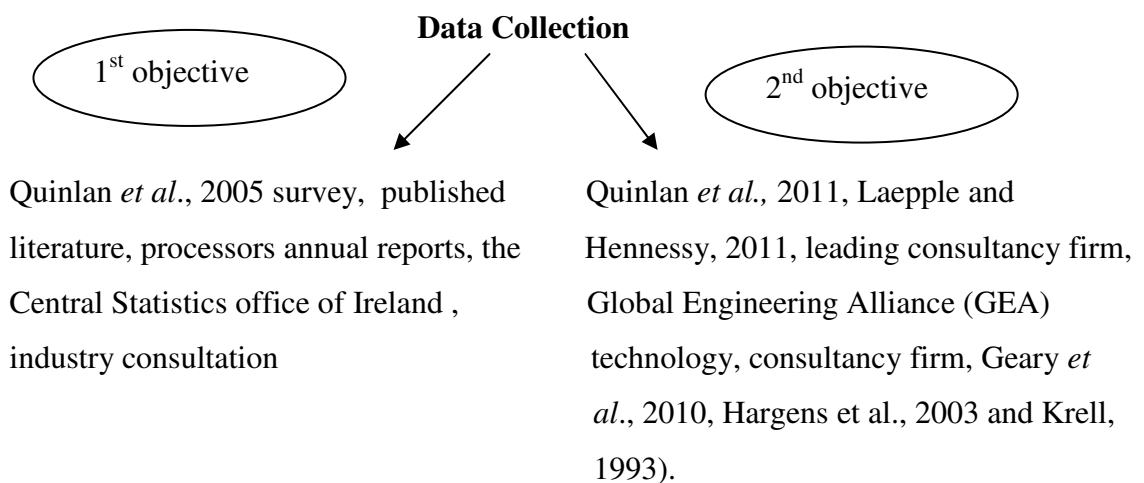 Data Collection
1st objective
2nd objective
Quinlan et al., 2005 survey, published
literature, processors annual reports, the
Central Statistics office of Ireland ,
industry consultation
Quinlan et al., 2011, Laepple and
Hennessy, 2011, leading consultancy firm,
Global Engineering Alliance (GEA)
technology, consultancy firm, Geary et
al., 2010, Hargens et al., 2003 and Krell,
1993).